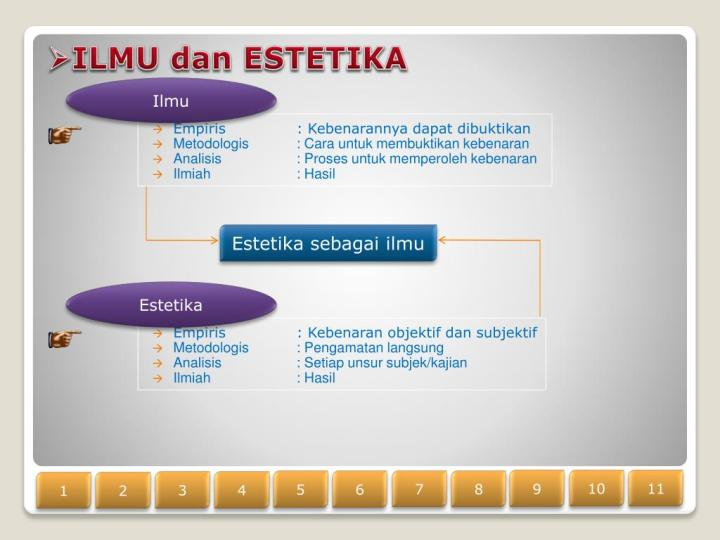 ➢ILMU dan ESTETIKA
Ilmu
→ Empiris : Kebenarannya dapat dibuktikan
→ Metodologis : Cara untuk membuktikan kebenaran
→ Analisis : Proses untuk memperoleh kebenaran
→ Ilmiah : Hasil
Estetika sebagai ilmu
Estetika
→ Empiris : Kebenaran objektif dan subjektif
→ Metodologis : Pengamatan langsung
→ Analisis : Setiap unsur subjek/kajian
→ Ilmiah : Hasil
1 2 3 4 5 6 7 8 9 10 11